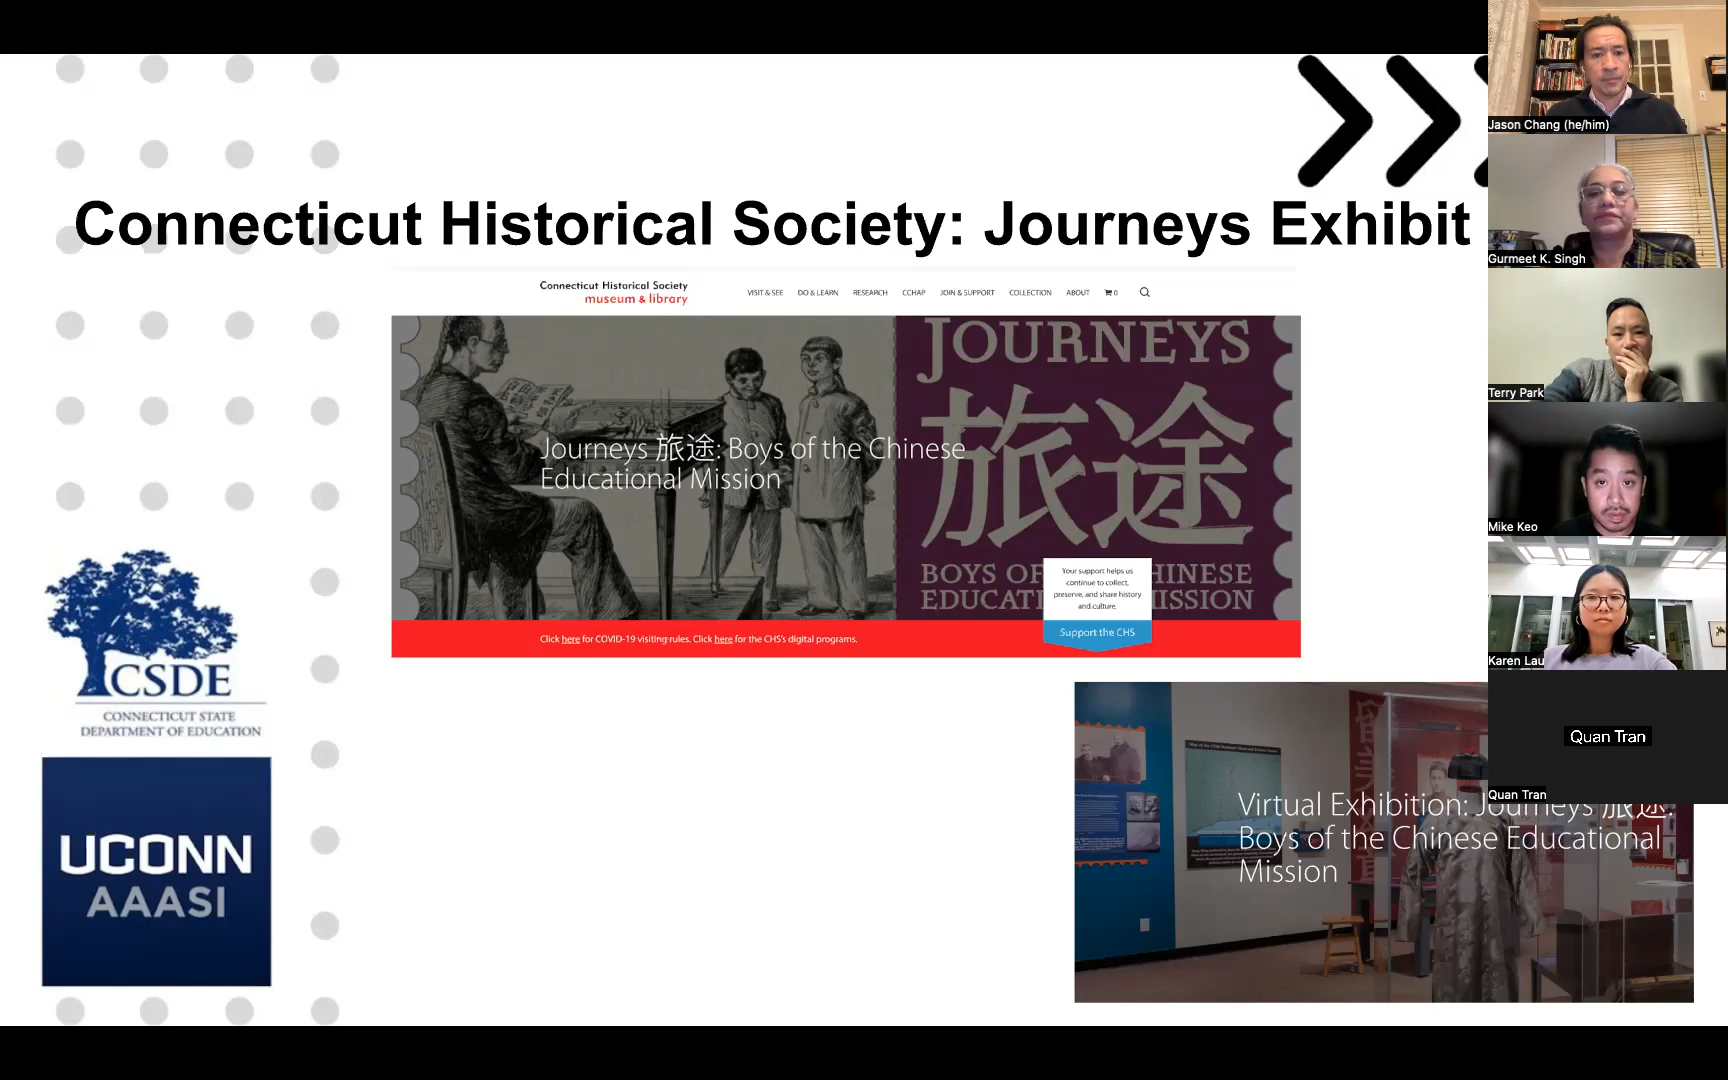 Connecticut Historical Society: Journeys Exhibit
Connecticut Historical Society
museum & library
VISIT & SEE DO & LEARN RESEARCH CCHAP JOIN & SUPPORT COLLECTION ABOUT 0
JOURNEYS
旅途
Journeys 旅途: Boys of the Chinese
Educational Mission
BOYS OF
EDUCATI MISSION
Your support helps us
continue to collect,
preserve, and share history
and culture.
Support the CHS
Click here for COVID-19 visiting rules. Click here for the CHS's digital programs.
CSDE
CONNECTICUT STATE
DEPARTMENT OF EDUCATION
UCONN
AAASI
Virtual Exhibition: Journeys 旅途:
Boys of the Chinese Educational
Mission
Jason Chang (he/him)
Gurmeet K. Singh
Terry Park
Mike Keo
Karen Lau
Quan Tran
Quan Tran